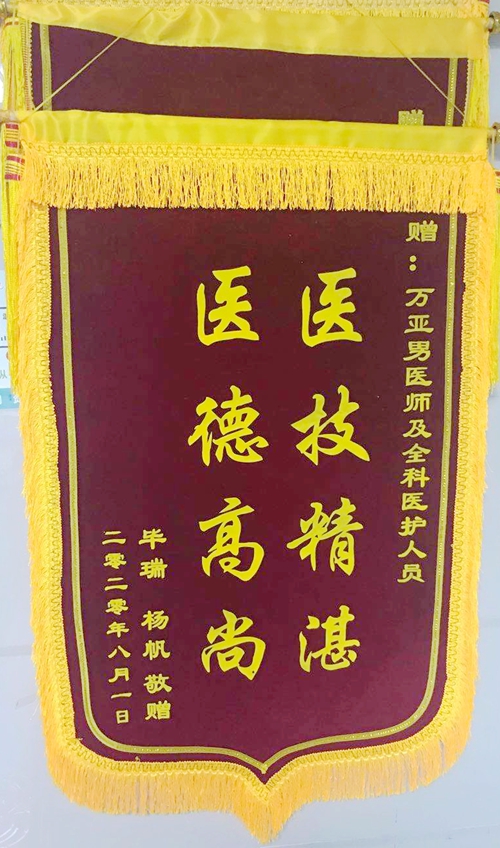 赠：万亚男医师及全科医护人员
医技精湛
医德高尚
毕瑞 杨帆敬赠
二零二零年八月一日
赠